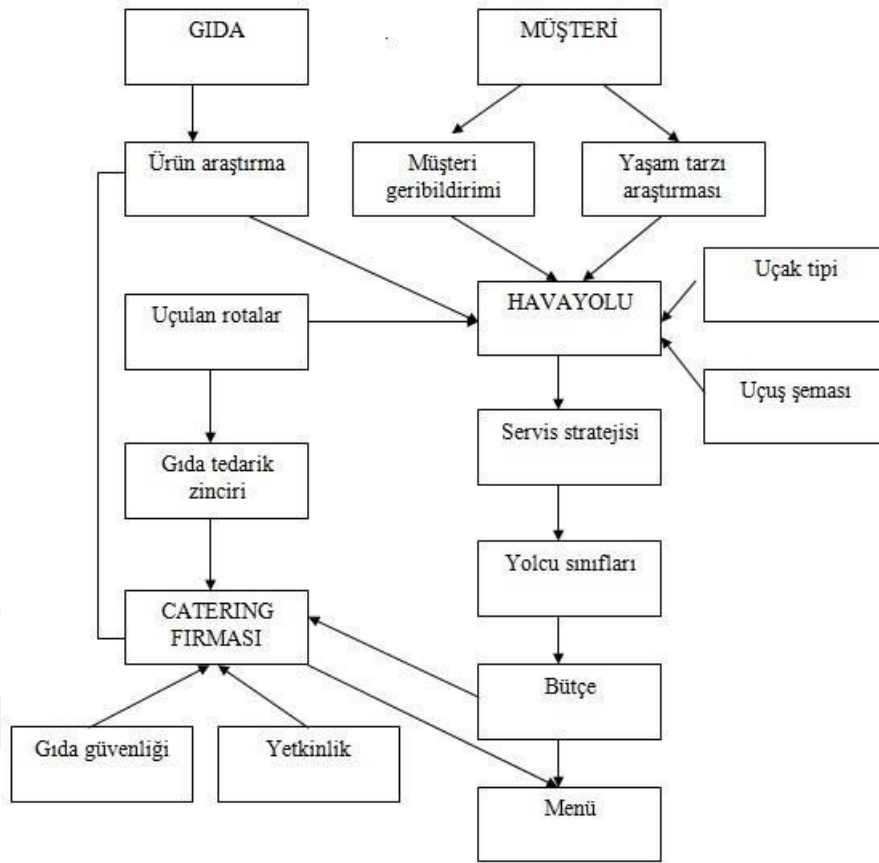 GIDA
MÜŞTERİ
Ürün araştırma
Müşteri
geribildirimi
Yaşam tarzı
araştırması
Uçak tipi
Uçulan rotalar
HAVAYOLU
Uçuş şeması
Servis stratejisi
Gıda tedarik
zinciri
Yolcu sınıfları
CATERING
FIRMASI
Bütçe
Gıda güvenliği
Yetkinlik
Menü